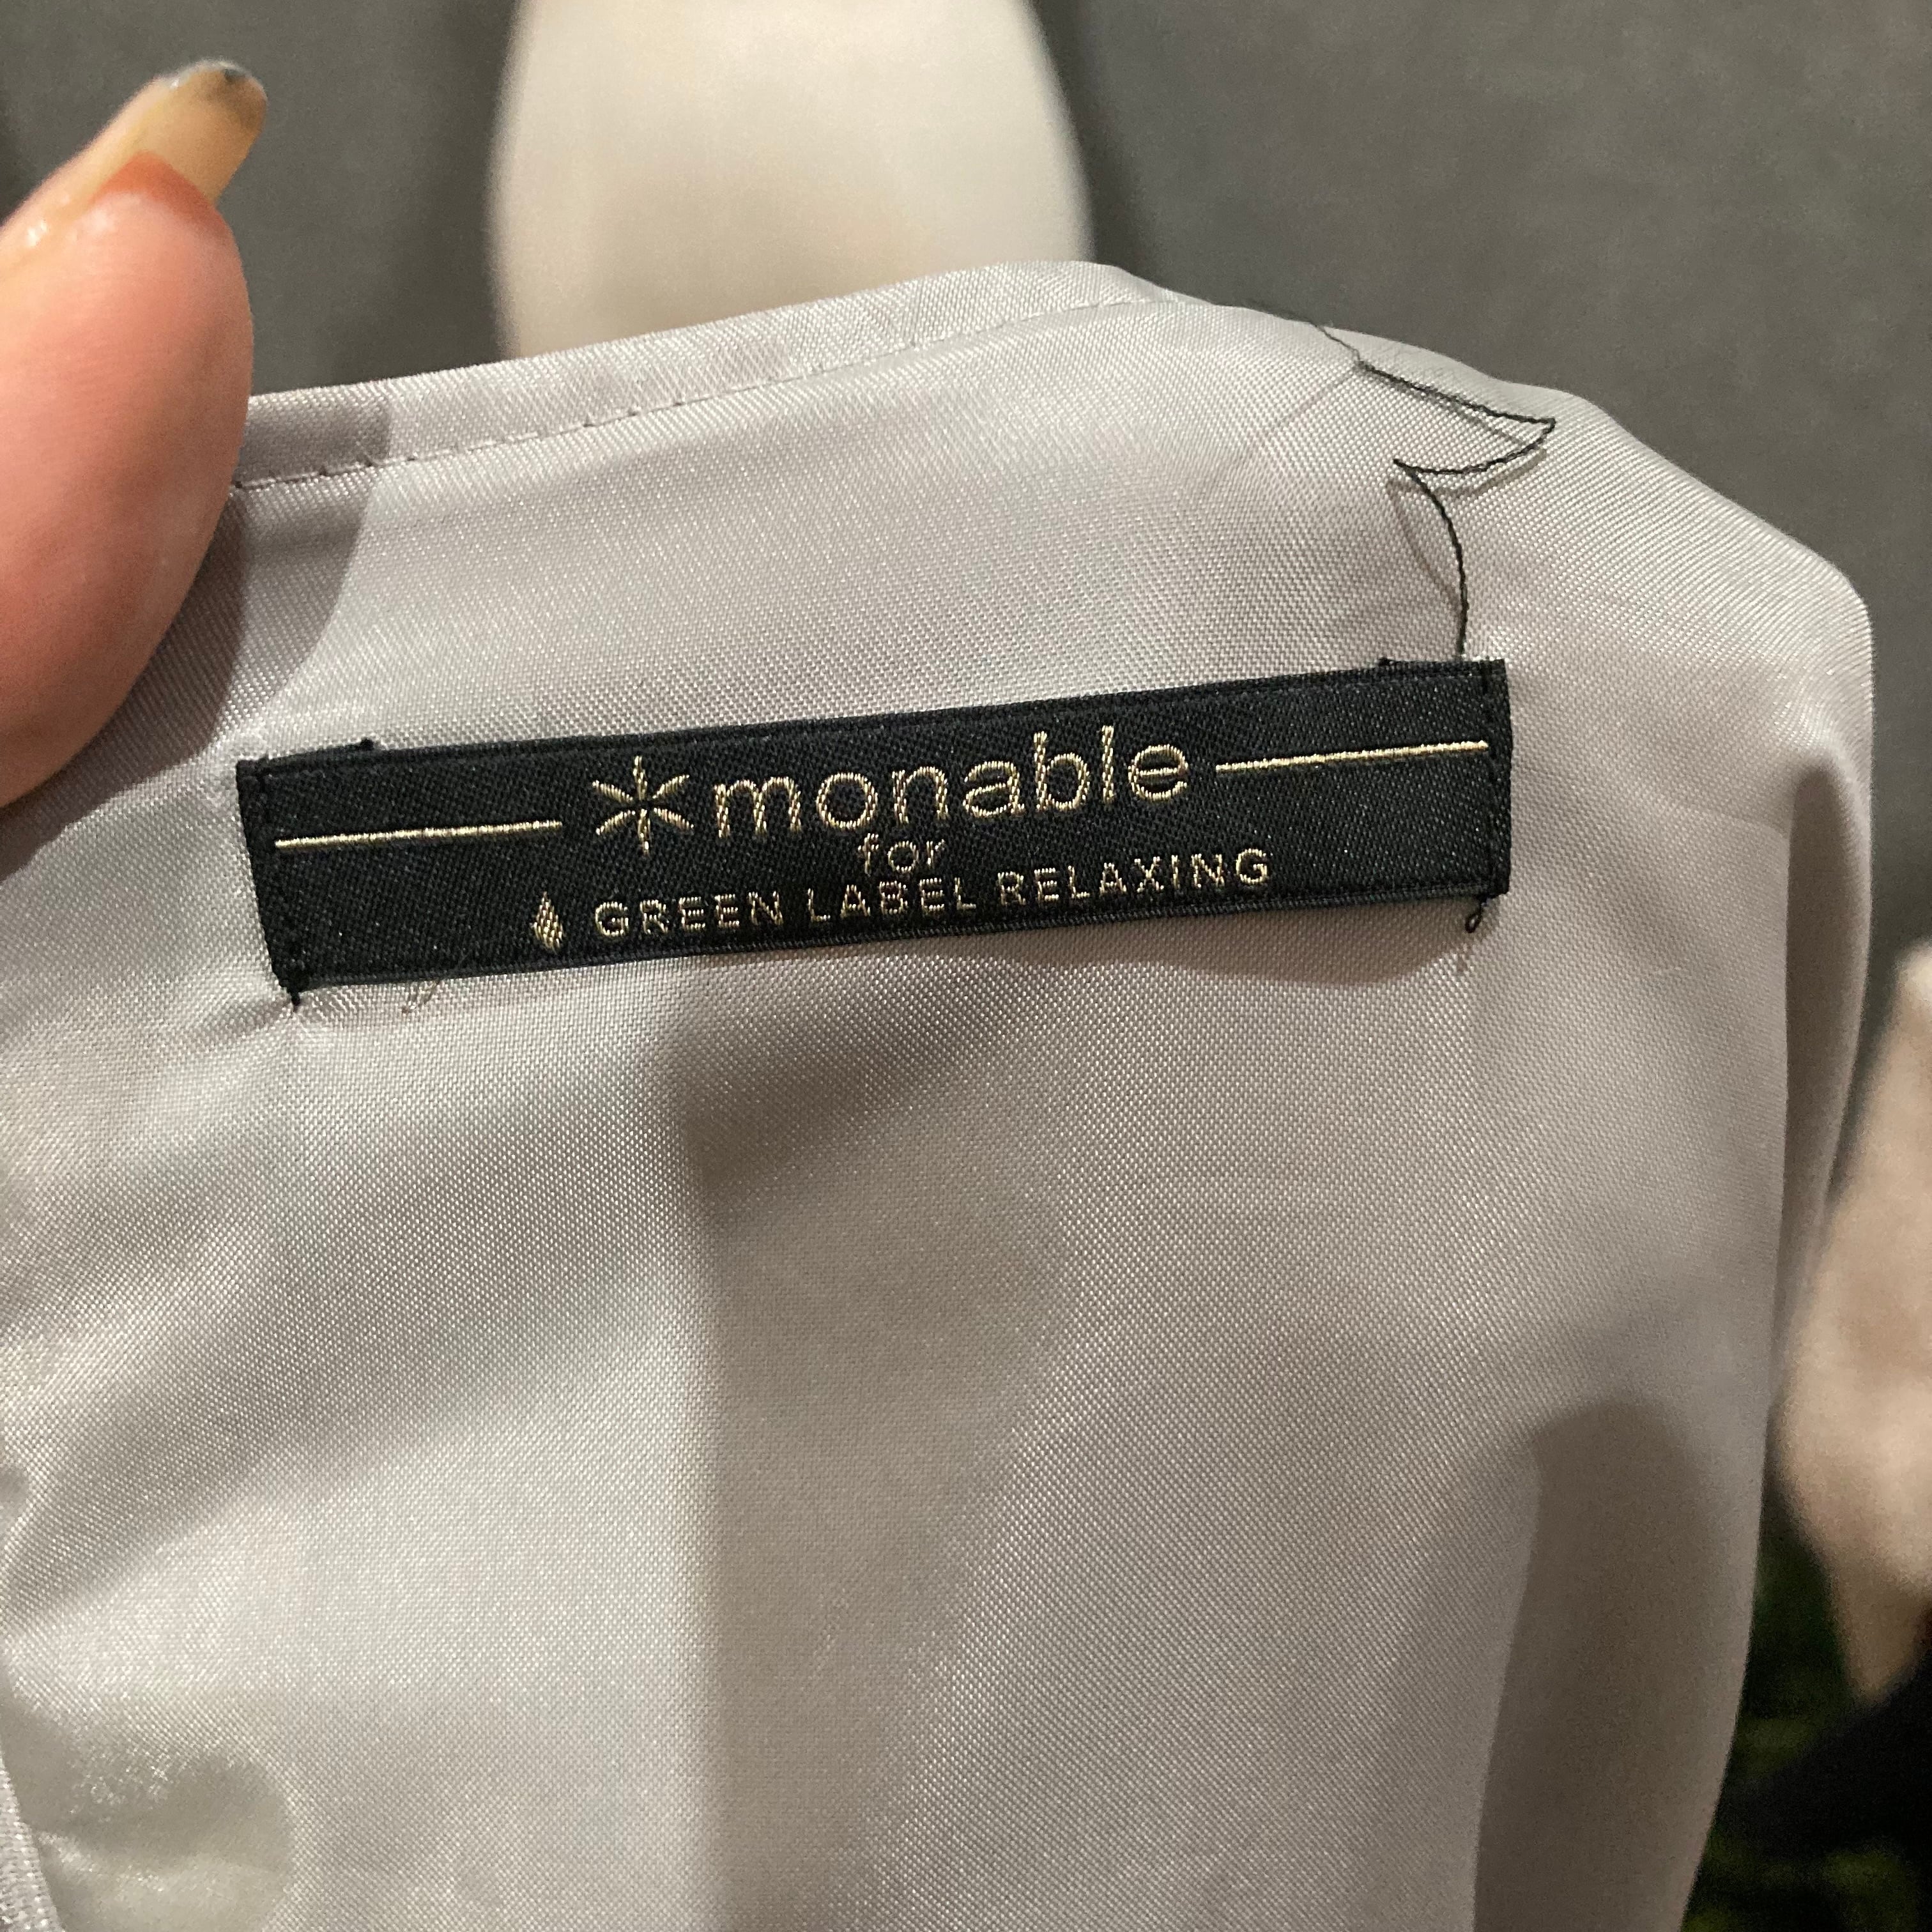 monable
for
GREEN LABEL RELAXING